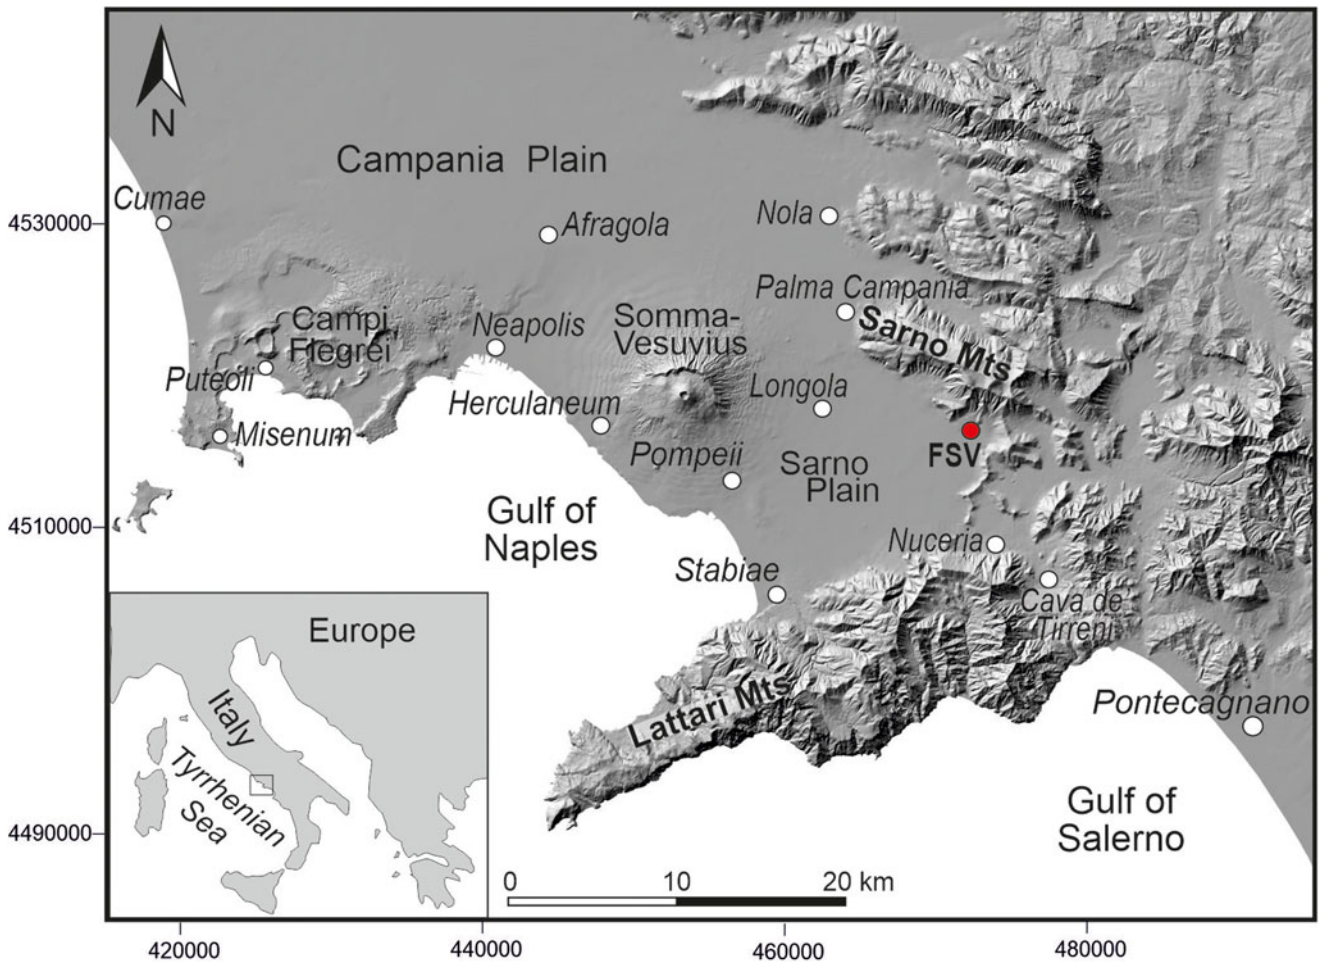 N
Campania Plain
Cumae
4530000
Nola
Afragola
Palma Campania
Somma-
Vesuvius
Campi
Flegrei
Neapolis
Sarno Mts
Puteoli
Longola
Herculaneum
Misenum
Pompeii
FSV
Sarno
Plain
4510000
Gulf of
Naples
Nuceria
Stabiae
Cava de'
Tirreni
Europe
Italy
Tyrrhenian
Sea
Lattari Mts
Pontecagnano
Gulf of
Salerno
4490000
0 10 20 km
420000 440000 460000 480000